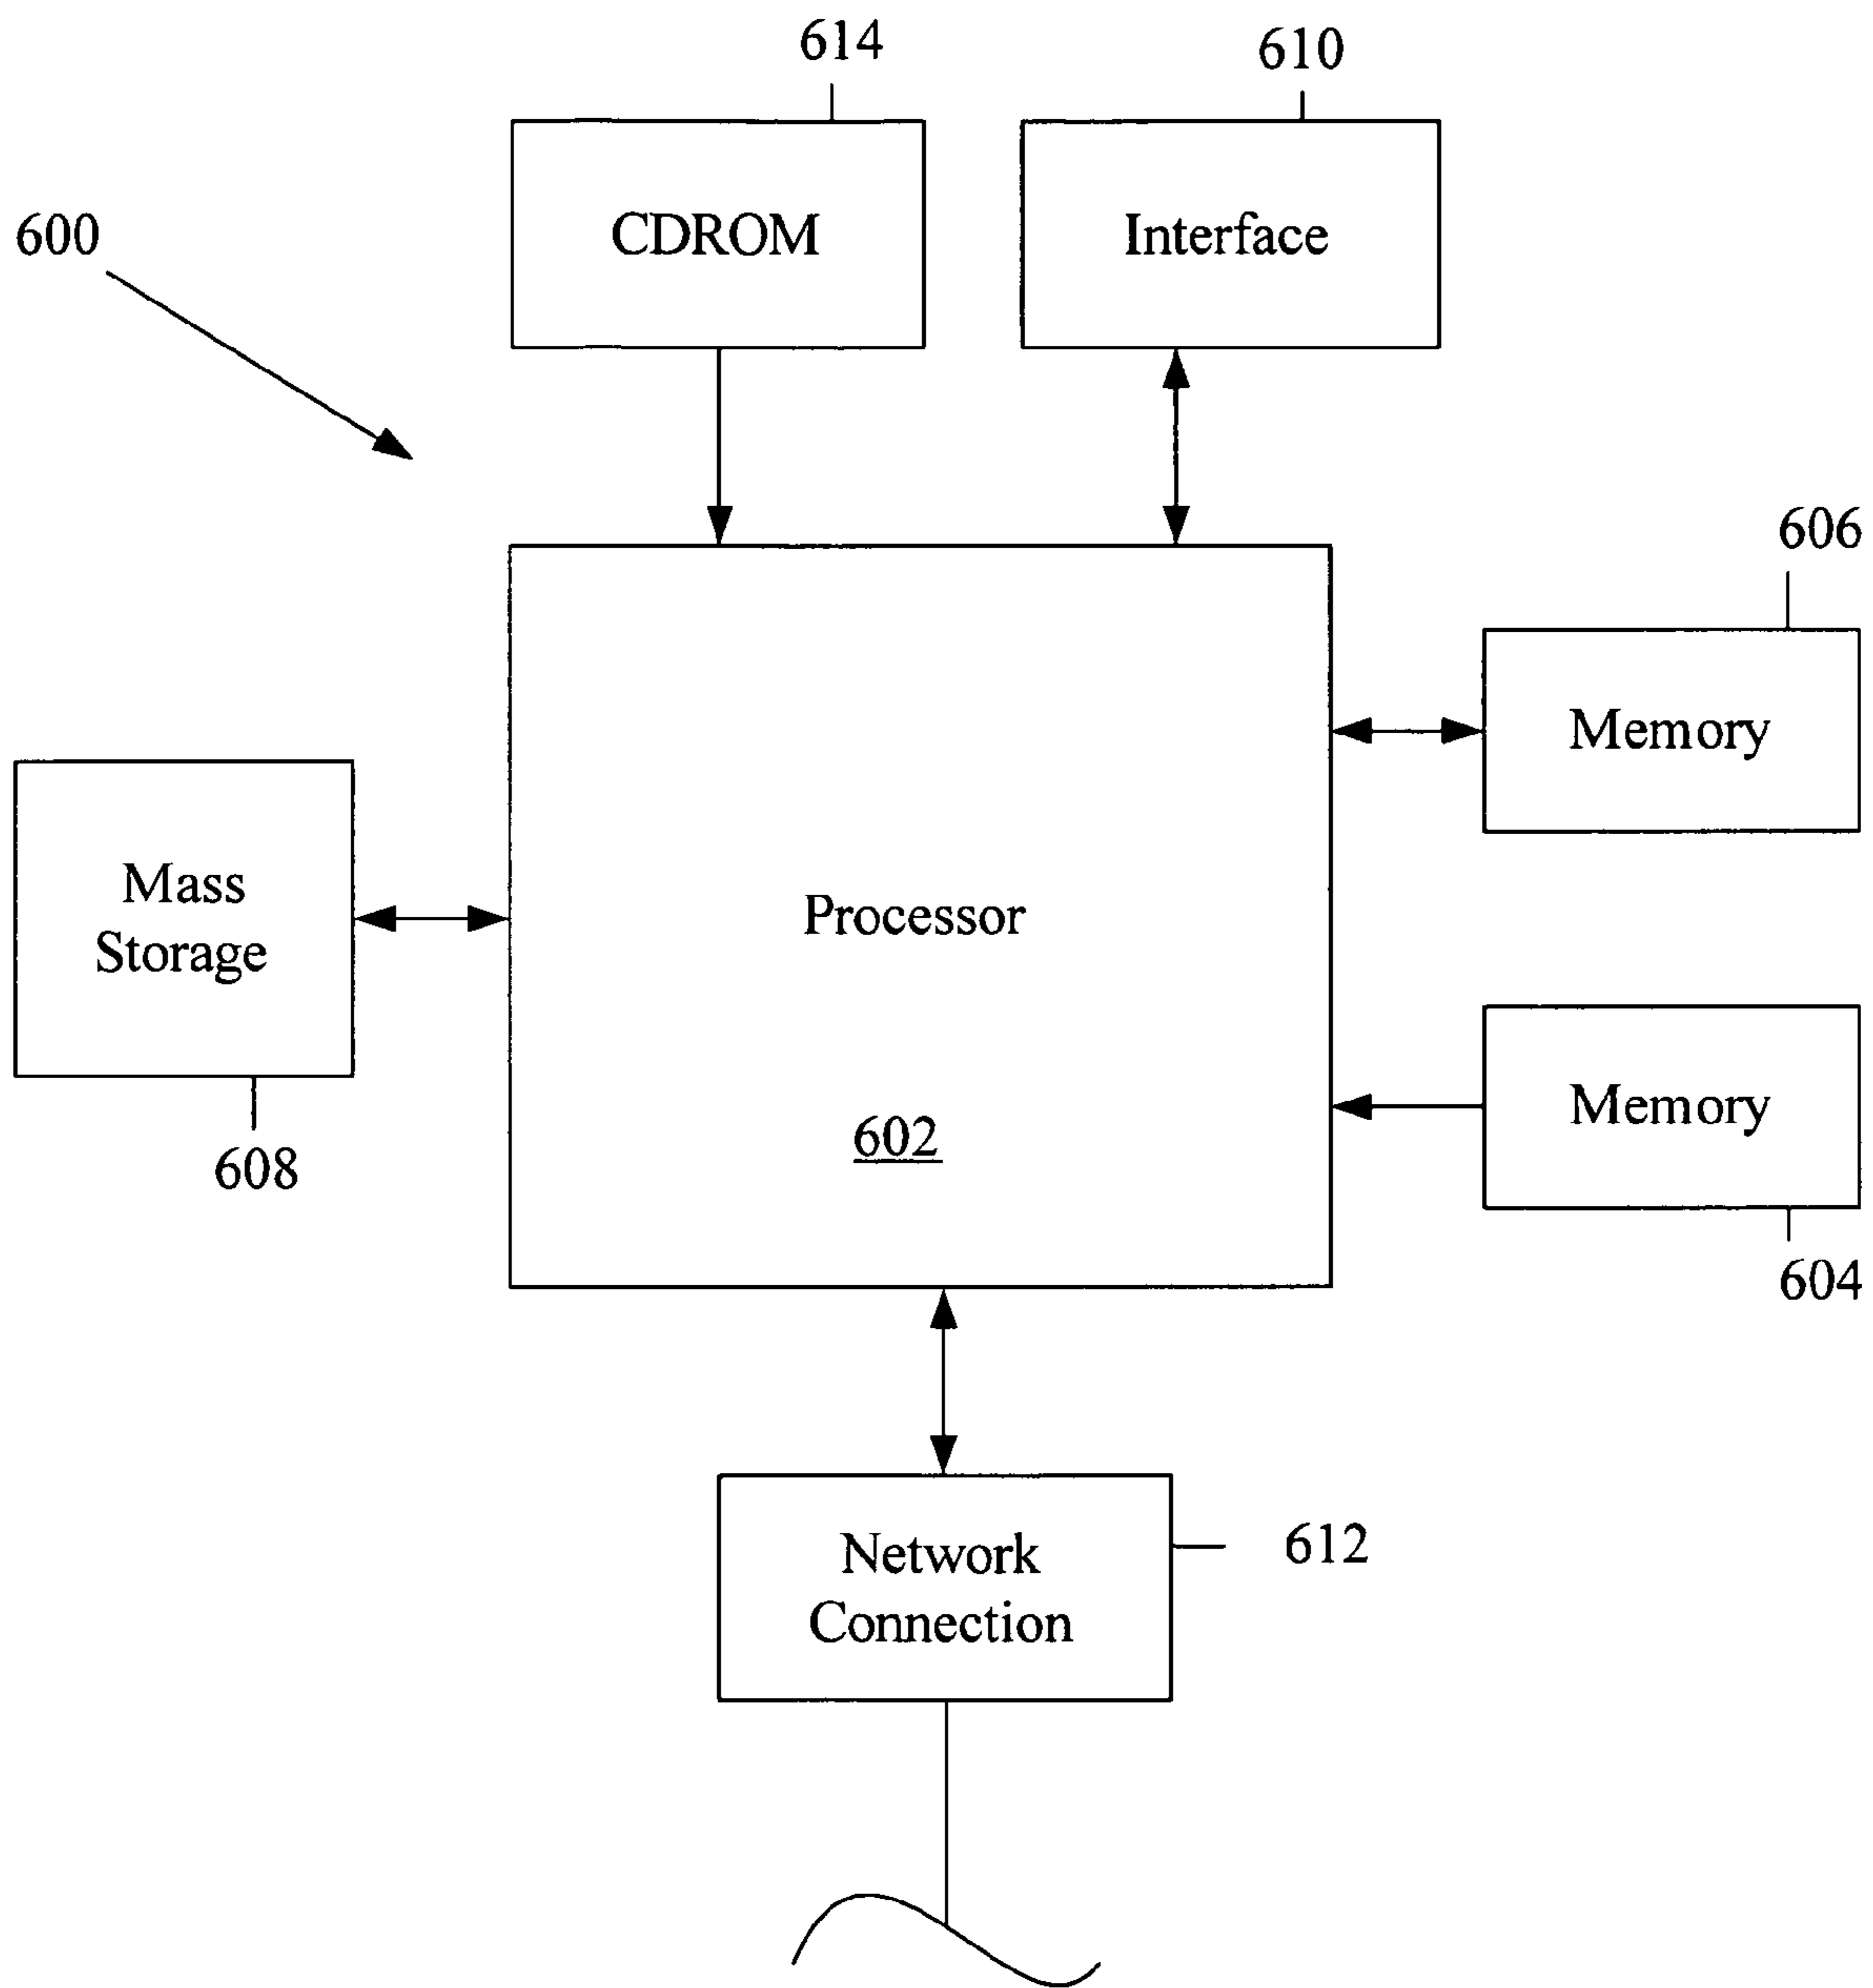 614
610
600
CDROM
Interface
606
Memory
Mass
Storage
Processor
Memory
602
608
604
Network
Connection
612